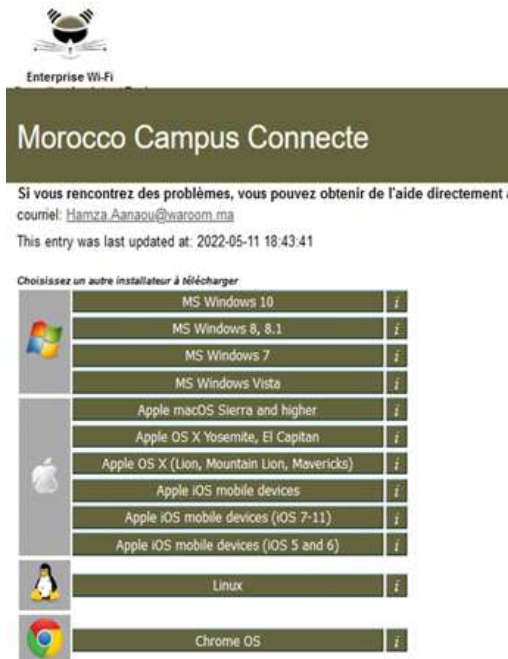 Enterprise Wi-Fi
Morocco Campus Connecte
Si vous rencontrez des problèmes, vous pouvez obtenir de l'aide directement
courriel: Hamza.Aanaou@waroom.ma
This entry was last updated at: 2022-05-11 18:43:41
Choisissez un autre installateur à télécharger
MS Windows 10 i
MS Windows 8, 8.1 i
MS Windows 7 i
MS Windows Vista i
Apple macOS Sierra and higher i
Apple OS X Yosemite, El Capitan i
Apple OS X (Lion, Mountain Lion, Mavericks) i
Apple iOS mobile devices i
Apple iOS mobile devices (iOS 7-11) i
Apple iOS mobile devices (iOS 5 and 6) i
Linux i
Chrome OS i